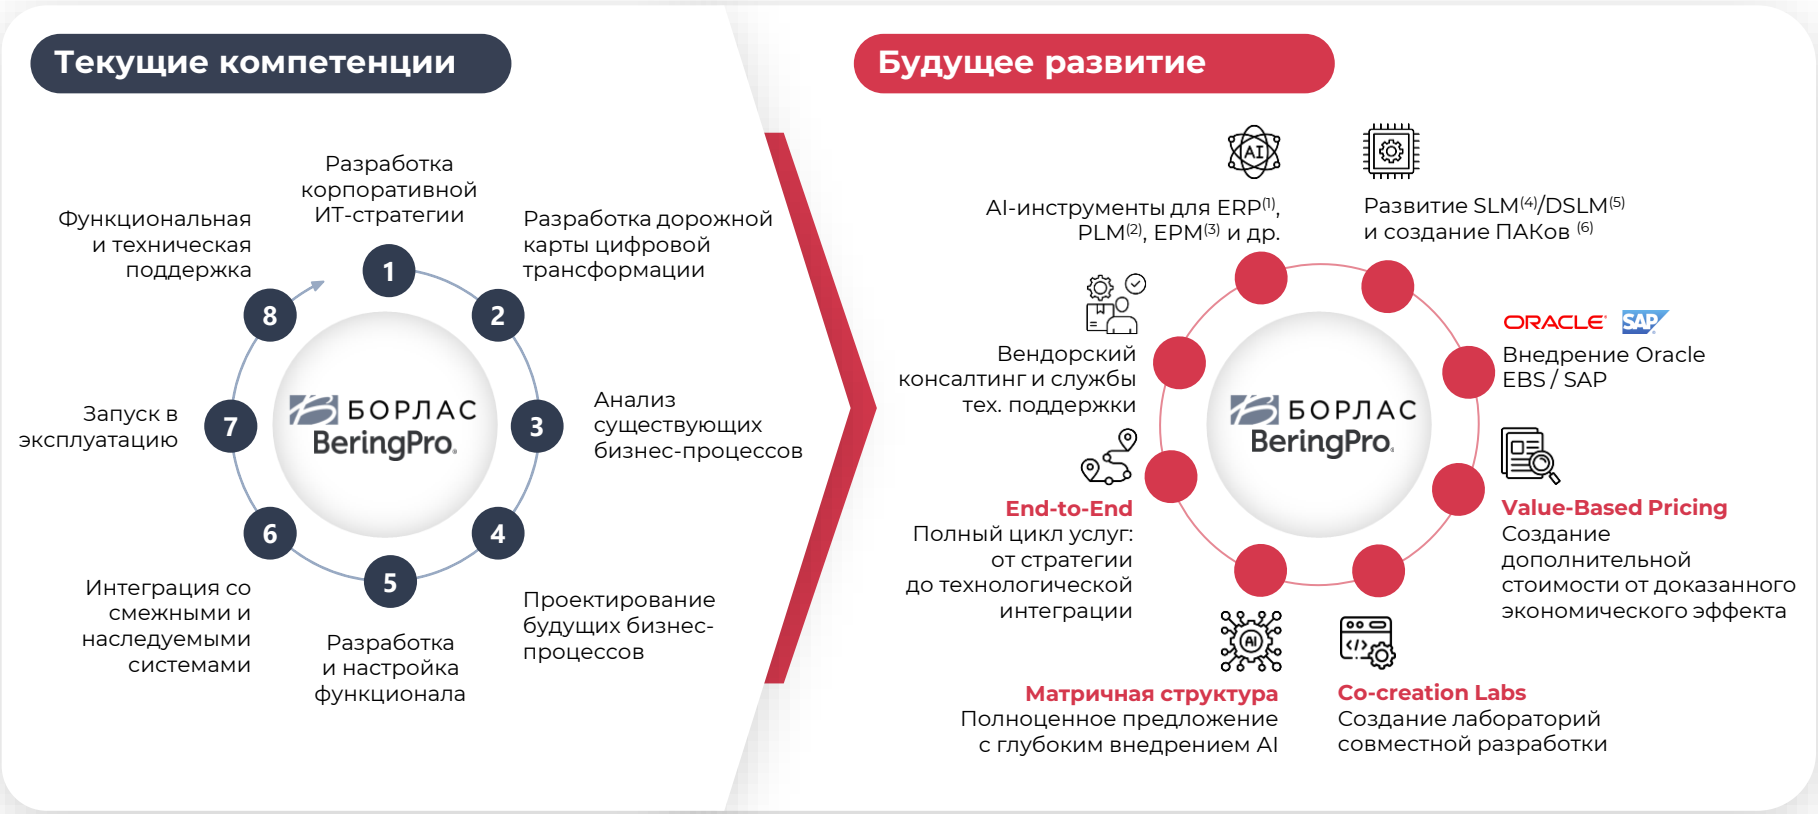 Текущие компетенции
Разработка
корпоративной
ИТ-стратегии
Разработка дорожной
карты цифровой
трансформации
Анализ
существующих
бизнес-процессов
Проектирование
будущих бизнес-
процессов
Разработка
и настройка
функционала
Интеграция со
смежными и
наследуемыми
системами
Запуск в
эксплуатацию
Функциональная
и техническая
поддержка
1
2
3
4
5
6
7
8
БОРЛАС
BeringPro.
Будущее развитие
AI
AI-инструменты для ERP(1),
PLM(2), EPM(3) и др.
Развитие SLM(4)/DSLM(5)
и создание ПАКов (6)
ORACLE SAP
Внедрение Oracle
EBS / SAP
Value-Based Pricing
Создание
дополнительной
стоимости от доказанного
экономического эффекта
</>
Co-creation Labs
Создание лабораторий
совместной разработки
AI
Матричная структура
Полноценное предложение
с глубоким внедрением AI
End-to-End
Полный цикл услуг:
от стратегии
до технологической
интеграции
Вендорский
консалтинг и службы
тех. поддержки
БОРЛАС
BeringPro.